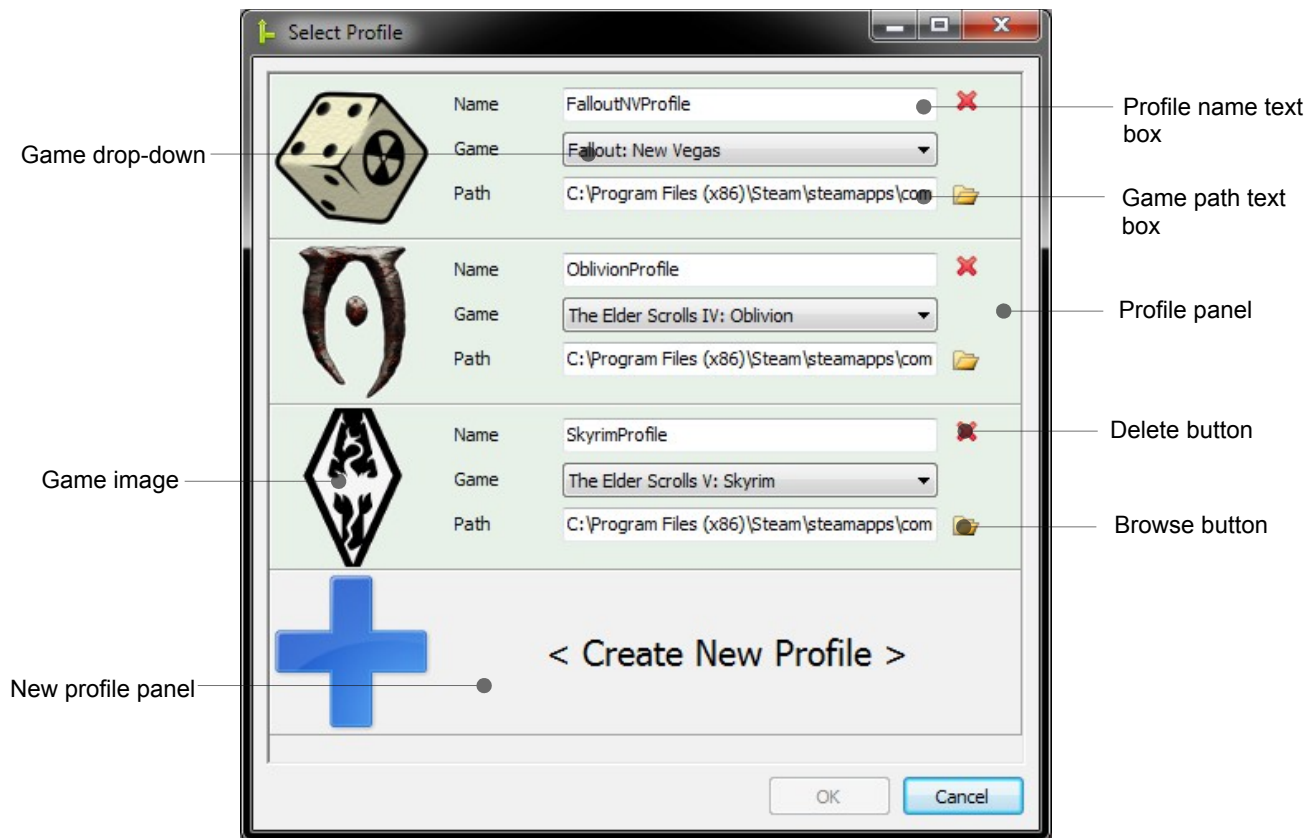 Select Profile
Name
FalloutNVProfile
Profile name text
box
Game drop-down
Game
Fallout: New Vegas
Path
C:\Program Files (x86)\Steam\steamapps\com
Game path text
box
Name
OblivionProfile
Game
The Elder Scrolls IV: Oblivion
Profile panel
Path
C:\Program Files (x86)\Steam\steamapps\com
Name
SkyrimProfile
Delete button
Game image
Game
The Elder Scrolls V: Skyrim
Path
C:\Program Files (x86)\Steam\steamapps\com
Browse button
< Create New Profile >
New profile panel
OK
Cancel